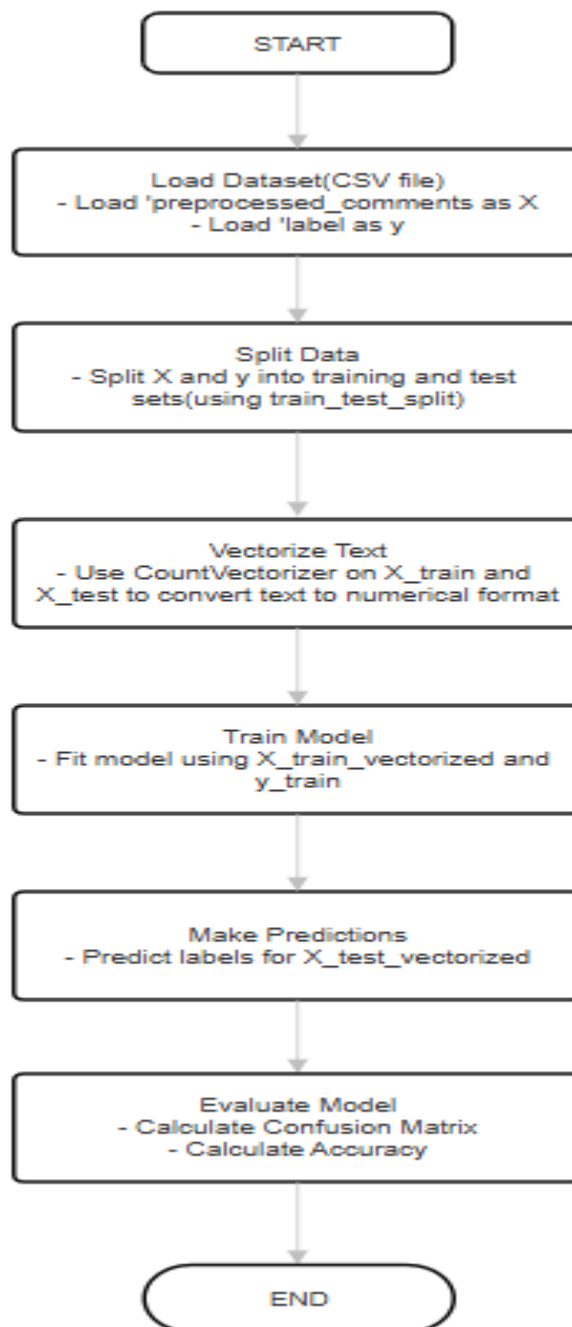 START
Load Dataset(CSV file)
- Load 'preprocessed_comments as X
- Load 'label as y
Split Data
- Split X and y into training and test
sets(using train_test_split)
Vectorize Text
- Use CountVectorizer on X_train and
X_test to convert text to numerical format
Train Model
- Fit model using X_train_vectorized and
y_train
Make Predictions
- Predict labels for X_test_vectorized
Evaluate Model
- Calculate Confusion Matrix
- Calculate Accuracy
END